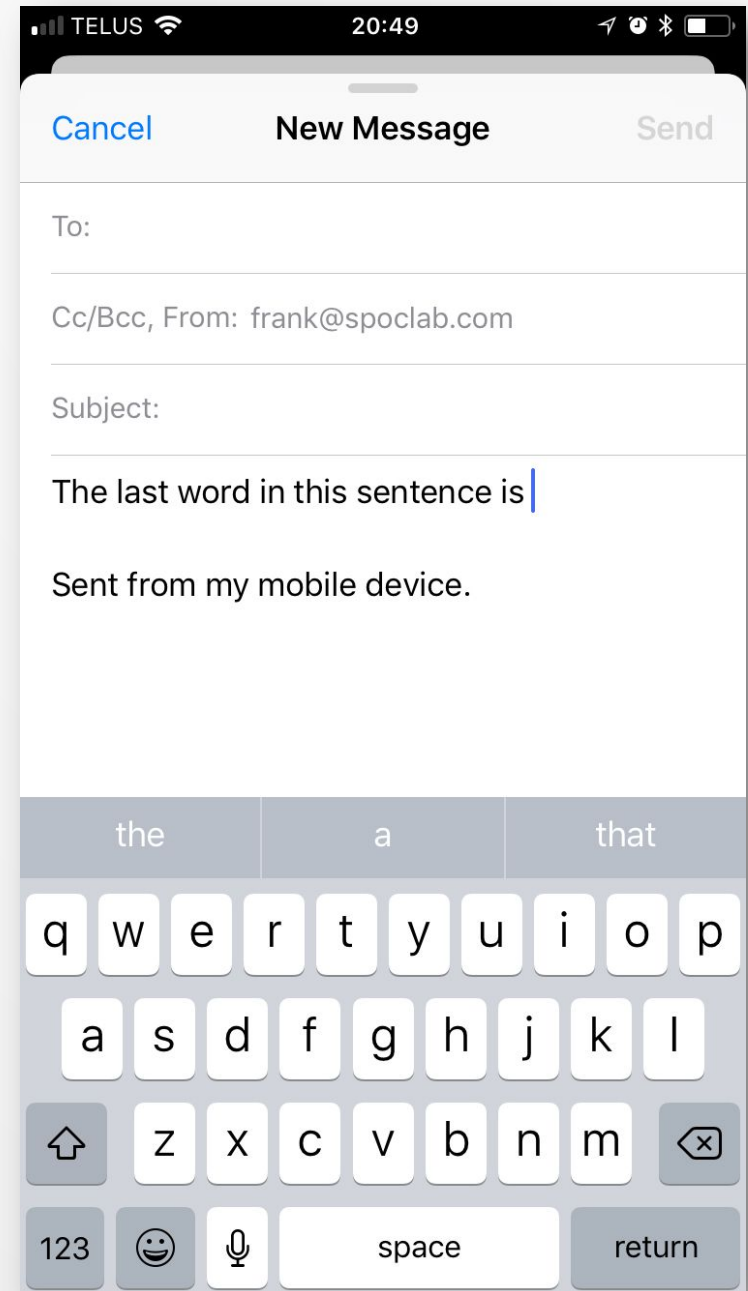 TELUS 20:49
Cancel New Message Send
To:
Cc/Bcc, From: frank@spoclab.com
Subject:
The last word in this sentence is
Sent from my mobile device.
the a that
q w e r t y u i o p
a s d f g h j k l
z x c v b n m
123 space return